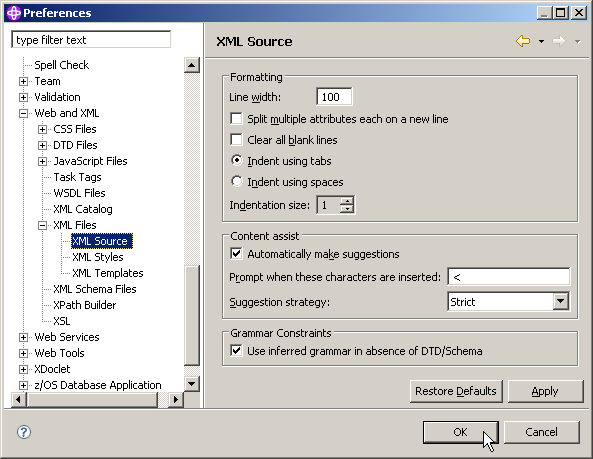 Preferences
type filter text
Spell Check
Team
Validation
Web and XML
CSS Files
DTD Files
JavaScript Files
Task Tags
WSDL Files
XML Catalog
XML Files
XML Source
XML Styles
XML Templates
XML Schema Files
XPath Builder
XSL
Web Services
Web Tools
XDoclet
z/OS Database Application
XML Source
Formatting
Line width: 100
Split multiple attributes each on a new line
Clear all blank lines
Indent using tabs
Indent using spaces
Indentation size: 1
Content assist
Automatically make suggestions
Prompt when these characters are inserted: <
Suggestion strategy: Strict
Grammar Constraints
Use inferred grammar in absence of DTD/Schema
Restore Defaults Apply
? OK Cancel